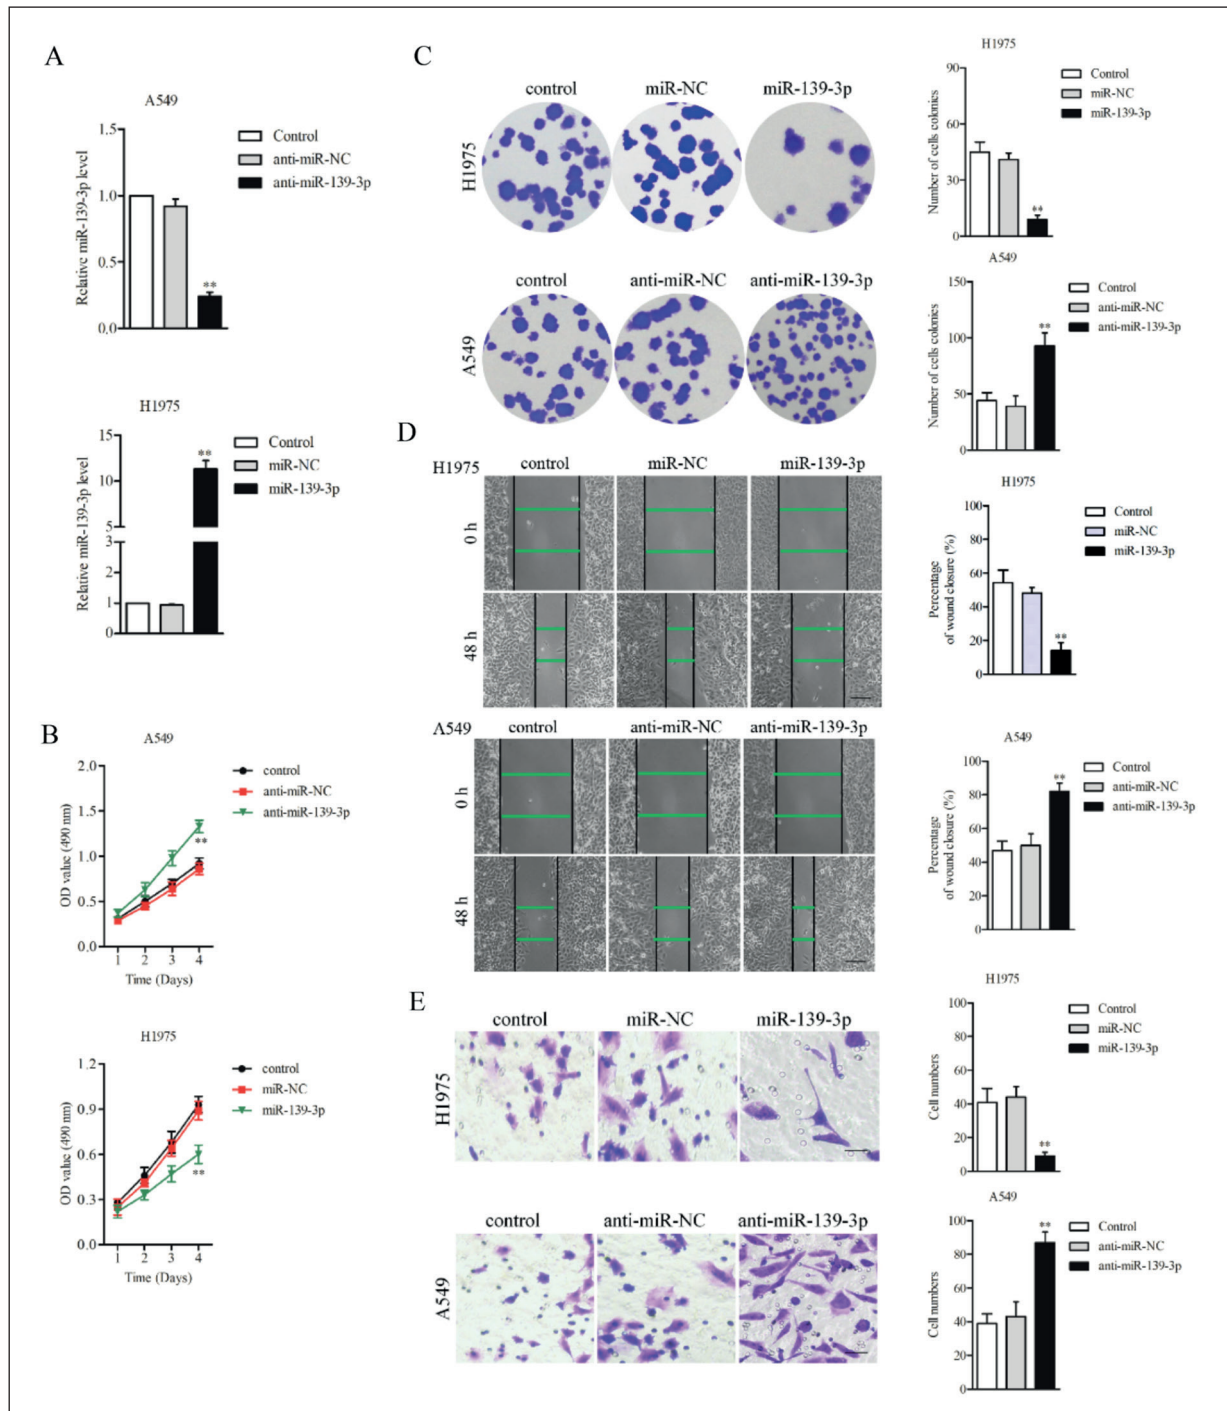 A
A549
Relative miR-139-3p level
1.5
1.0
0.5
0.0
**
Control
anti-miR-NC
anti-miR-139-3p
H1975
Relative miR-139-3p level
15
10
5
3
2
1
0
**
Control
miR-NC
miR-139-3p
B
A549
OD value (490 nm)
2.0
1.5
1.0
0.5
0.0
1 2 3 4
Time (Days)
**
control
anti-miR-NC
anti-miR-139-3p
H1975
OD value (490 nm)
1.2
0.9
0.6
0.3
0.0
1 2 3 4
Time (Days)
**
control
miR-NC
miR-139-3p
C
control miR-NC miR-139-3p
H1975
control anti-miR-NC anti-miR-139-3p
A549
H1975
Number of cells colonies
90
60
30
0
**
Control
miR-NC
miR-139-3p
A549
Number of cells colonies
150
100
50
0
**
Control
anti-miR-NC
anti-miR-139-3p
D
H1975 control miR-NC miR-139-3p
0 h
48 h
A549 control anti-miR-NC anti-miR-139-3p
0 h
48 h
H1975
Percentage
of wound closure (%)
100
80
60
40
20
0
**
Control
miR-NC
miR-139-3p
A549
Percentage
of wound closure (%)
100
80
60
40
20
0
**
Control
anti-miR-NC
anti-miR-139-3p
E
control miR-NC miR-139-3p
H1975
control anti-miR-NC anti-miR-139-3p
A549
H1975
Cell numbers
100
80
60
40
20
0
**
Control
miR-NC
miR-139-3p
A549
Cell numbers
100
80
60
40
20
0
**
Control
anti-miR-NC
anti-miR-139-3p